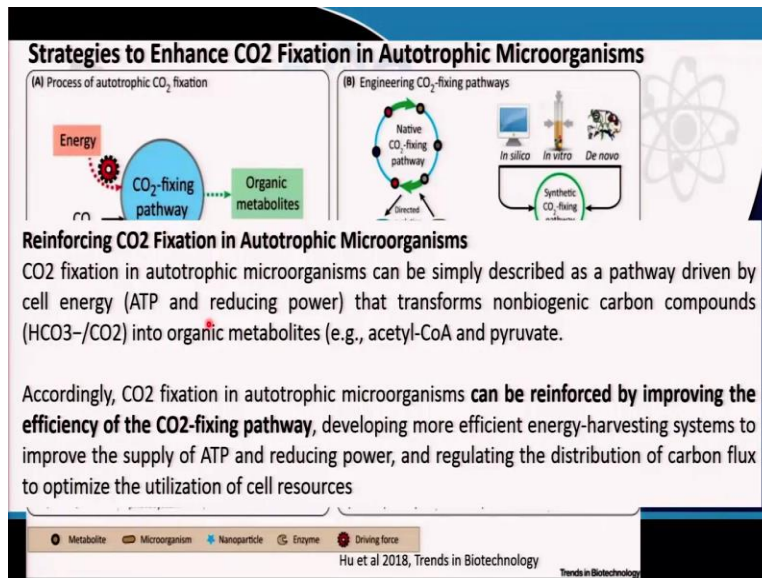 Strategies to Enhance CO2 Fixation in Autotrophic Microorganisms
(A) Process of autotrophic CO2 fixation
(B) Engineering CO2-fixing pathways
Energy
CO2-fixing
pathway
Organic
metabolites
Native
CO2-fixing
pathway
In silico In vitro De novo
Directed
Synthetic
CO2-fixing
Reinforcing CO2 Fixation in Autotrophic Microorganisms
CO2 fixation in autotrophic microorganisms can be simply described as a pathway driven by
cell energy (ATP and reducing power) that transforms nonbiogenic carbon compounds
(HCO3−/CO2) into organic metabolites (e.g., acetyl-CoA and pyruvate.
Accordingly, CO2 fixation in autotrophic microorganisms can be reinforced by improving the
efficiency of the CO2-fixing pathway, developing more efficient energy-harvesting systems to
improve the supply of ATP and reducing power, and regulating the distribution of carbon flux
to optimize the utilization of cell resources
Metabolite Microorganism Nanoparticle Enzyme Driving force
Hu et al 2018, Trends in Biotechnology
Trends in Biotechnology